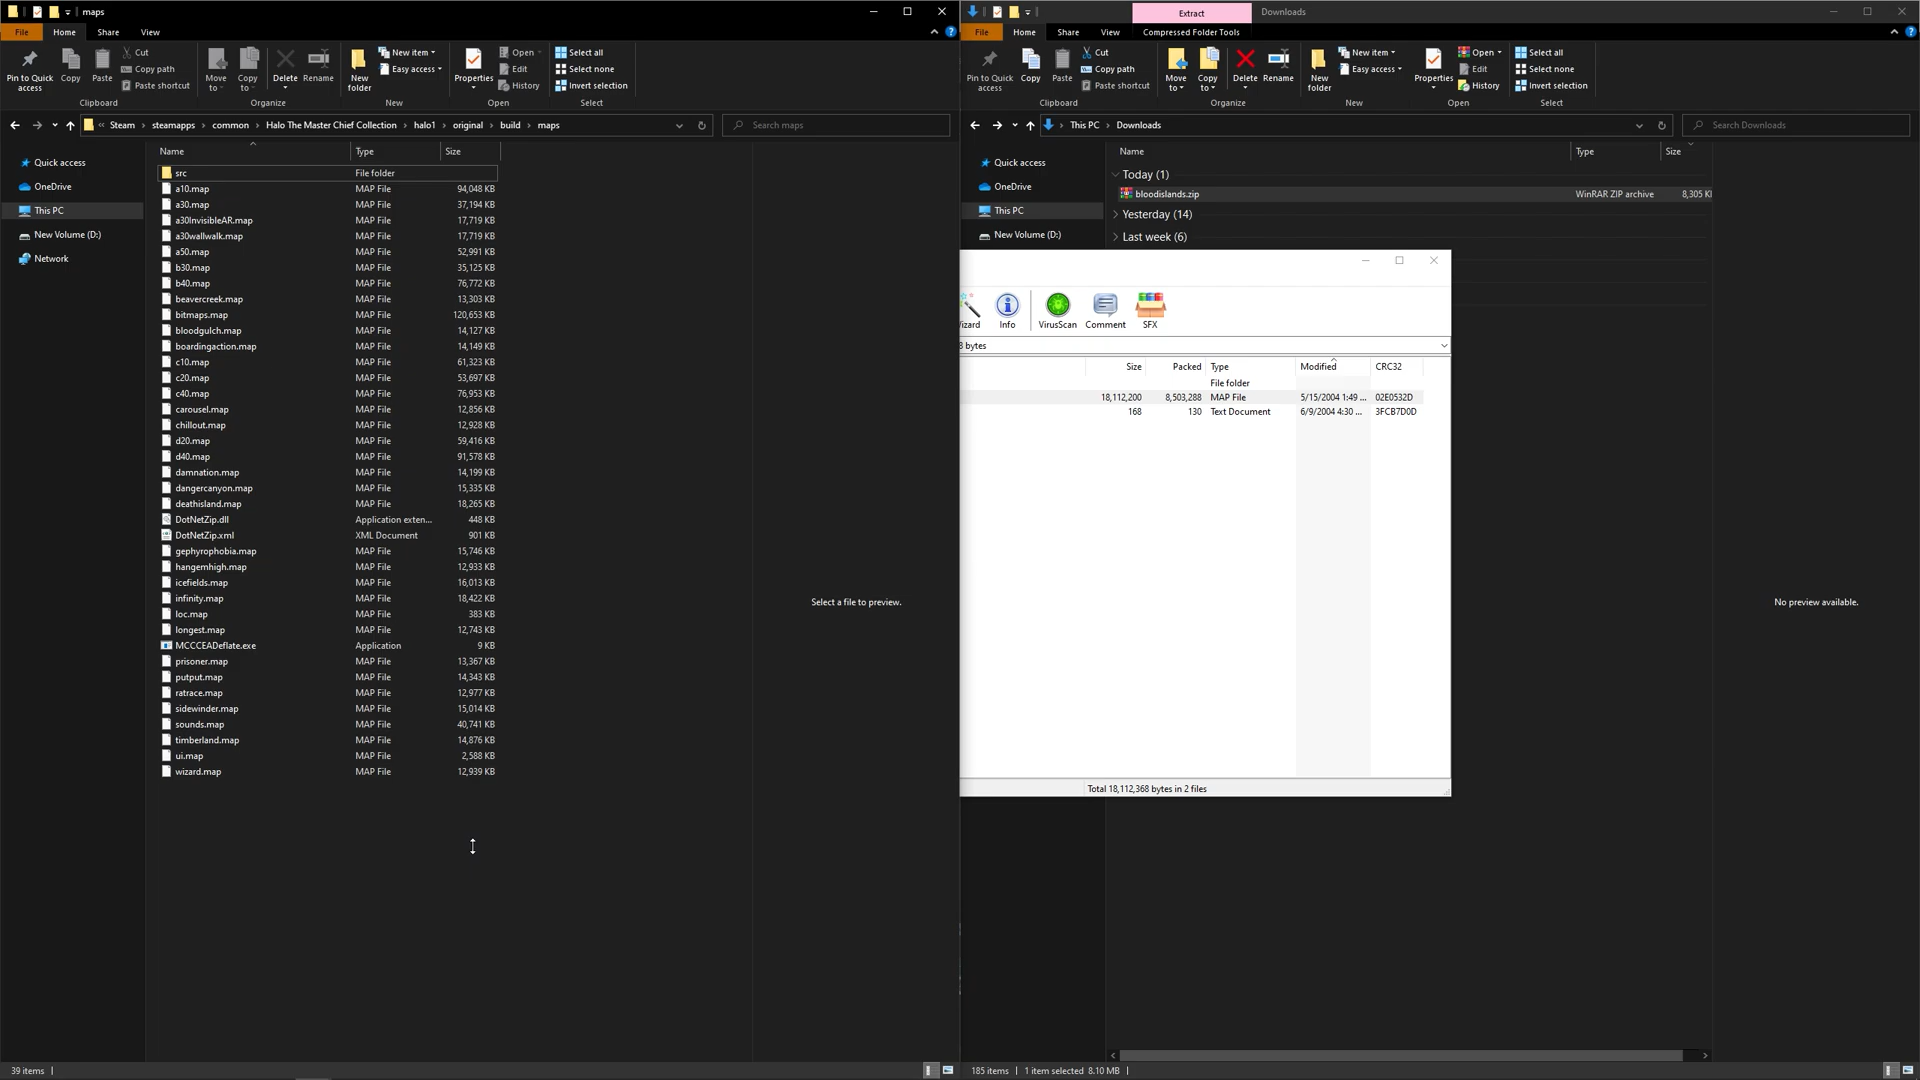 maps
File Home Share View
Pin to Quick access Copy Paste Cut Copy path Paste shortcut
Move to Copy to Delete Rename New folder New item Easy access Properties Open Edit History Select all Select none Invert selection
Clipboard Organize New Open Select
« Steam › steamapps › common › Halo The Master Chief Collection › halo1 › original › build › maps
Search maps
Name Type Size
Quick access
OneDrive
This PC
New Volume (D:)
Network
src File folder
a10.map MAP File 94,048 KB
a30.map MAP File 37,194 KB
a30InvisibleAR.map MAP File 17,719 KB
a30wallwalk.map MAP File 17,719 KB
a50.map MAP File 52,991 KB
b30.map MAP File 35,125 KB
b40.map MAP File 76,772 KB
beavercreek.map MAP File 13,303 KB
bitmaps.map MAP File 120,653 KB
bloodgulch.map MAP File 14,127 KB
boardingaction.map MAP File 14,149 KB
c10.map MAP File 61,323 KB
c20.map MAP File 53,697 KB
c40.map MAP File 76,953 KB
carousel.map MAP File 12,856 KB
chillout.map MAP File 12,928 KB
d20.map MAP File 59,416 KB
d40.map MAP File 91,578 KB
damnation.map MAP File 14,199 KB
dangercanyon.map MAP File 15,335 KB
deathisland.map MAP File 18,265 KB
DotNetZip.dll Application exten... 448 KB
DotNetZip.xml XML Document 901 KB
gephyrophobia.map MAP File 15,746 KB
hangemhigh.map MAP File 12,933 KB
icefields.map MAP File 16,013 KB
infinity.map MAP File 18,422 KB
loc.map MAP File 383 KB
longest.map MAP File 12,743 KB
MCCCEADeflate.exe Application 9 KB
prisoner.map MAP File 13,367 KB
putput.map MAP File 14,343 KB
ratrace.map MAP File 12,977 KB
sidewinder.map MAP File 15,014 KB
sounds.map MAP File 40,741 KB
timberland.map MAP File 14,876 KB
ui.map MAP File 2,588 KB
wizard.map MAP File 12,939 KB
Select a file to preview.
39 items
Extract Downloads
File Home Share View Compressed Folder Tools
Pin to Quick access Copy Paste Cut Copy path Paste shortcut
Move to Copy to Delete Rename New folder New item Easy access Properties Open Edit History Select all Select none Invert selection
Clipboard Organize New Open Select
› This PC › Downloads
Search Downloads
Name Type Size
Quick access
OneDrive
This PC
New Volume (D:)
Today (1)
bloodislands.zip WinRAR ZIP archive 8,305 K
Yesterday (14)
Last week (6)
izard Info VirusScan Comment SFX
8 bytes
Size Packed Type Modified CRC32
File folder
18,112,200 8,503,288 MAP File 5/15/2004 1:49 ... 02E0532D
168 130 Text Document 6/9/2004 4:30 ... 3FCB7D0D
Total 18,112,368 bytes in 2 files
No preview available.
185 items 1 item selected 8.10 MB